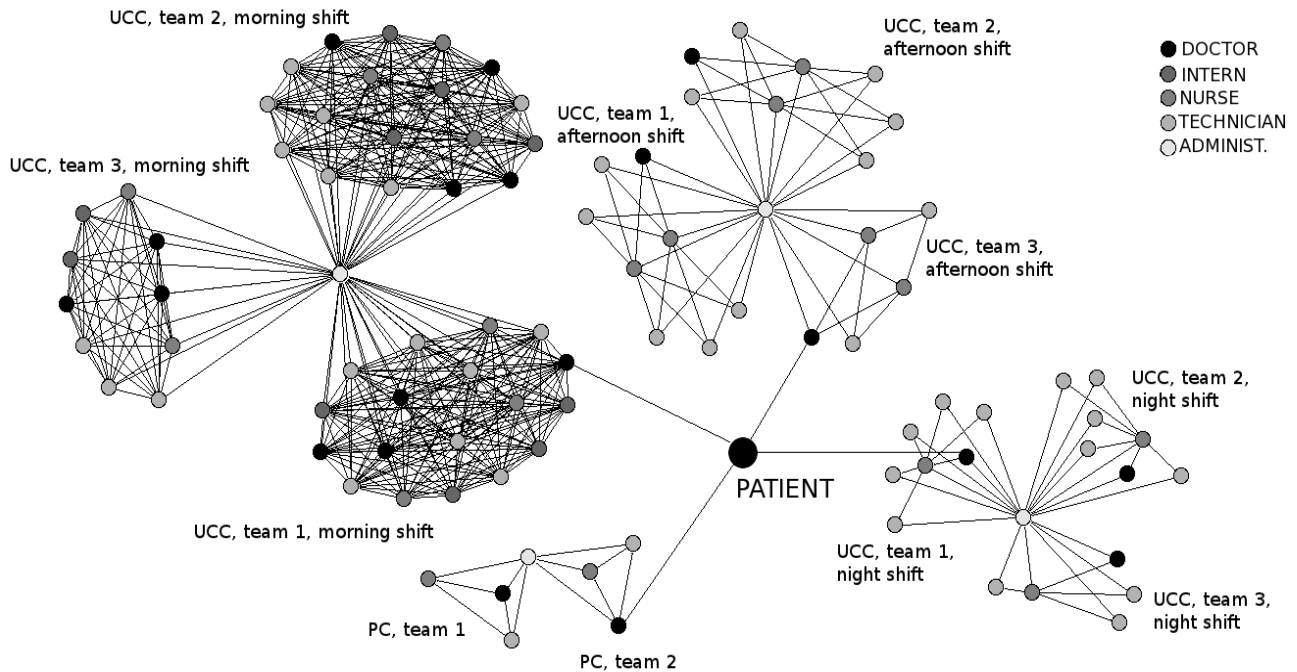 UCC, team 2, morning shift
UCC, team 2,
afternoon shift
DOCTOR
INTERN
NURSE
TECHNICIAN
ADMINIST.
UCC, team 1,
afternoon shift
UCC, team 3, morning shift
UCC, team 3,
afternoon shift
UCC, team 2,
night shift
PATIENT
UCC, team 1, morning shift
UCC, team 1,
night shift
UCC, team 3,
night shift
PC, team 1
PC, team 2